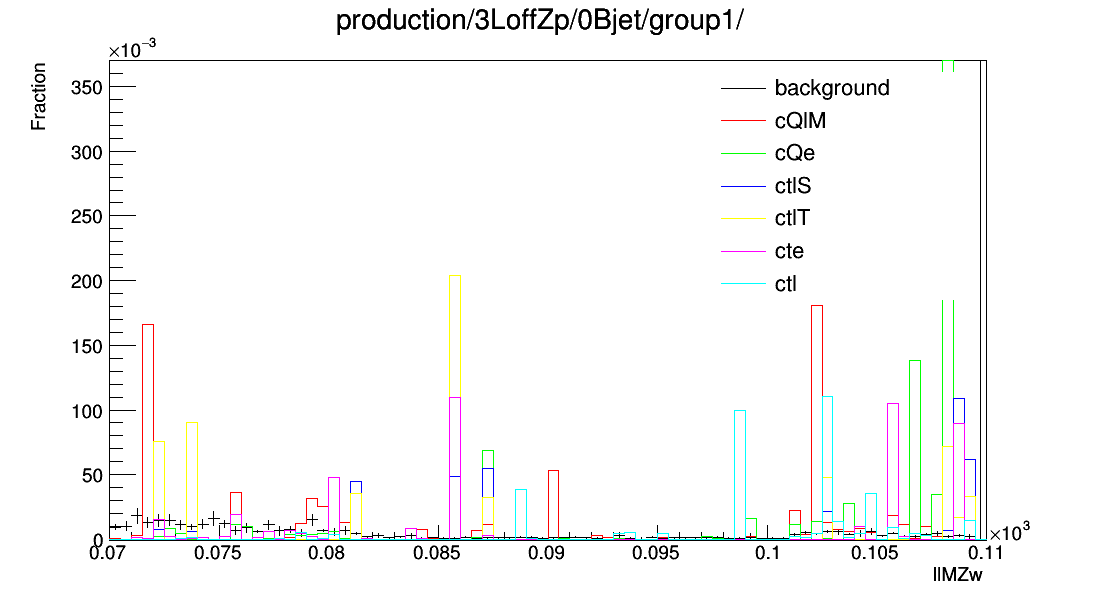 production/3LoffZp/0Bjet/group1/
×10⁻³
Fraction
350
300
250
200
150
100
50
0
background
cQlM
cQe
ctlS
ctlT
cte
ctl
0.07 0.075 0.08 0.085 0.09 0.095 0.1 0.105 0.11
×10³
llMZw